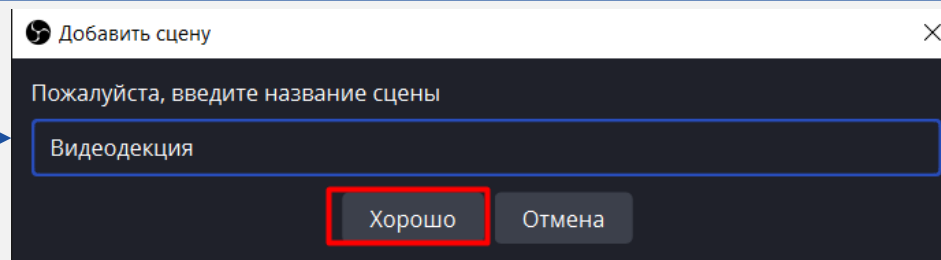 Добавить сцену
Пожалуйста, введите название сцены
Видеодекция
Хорошо Отмена